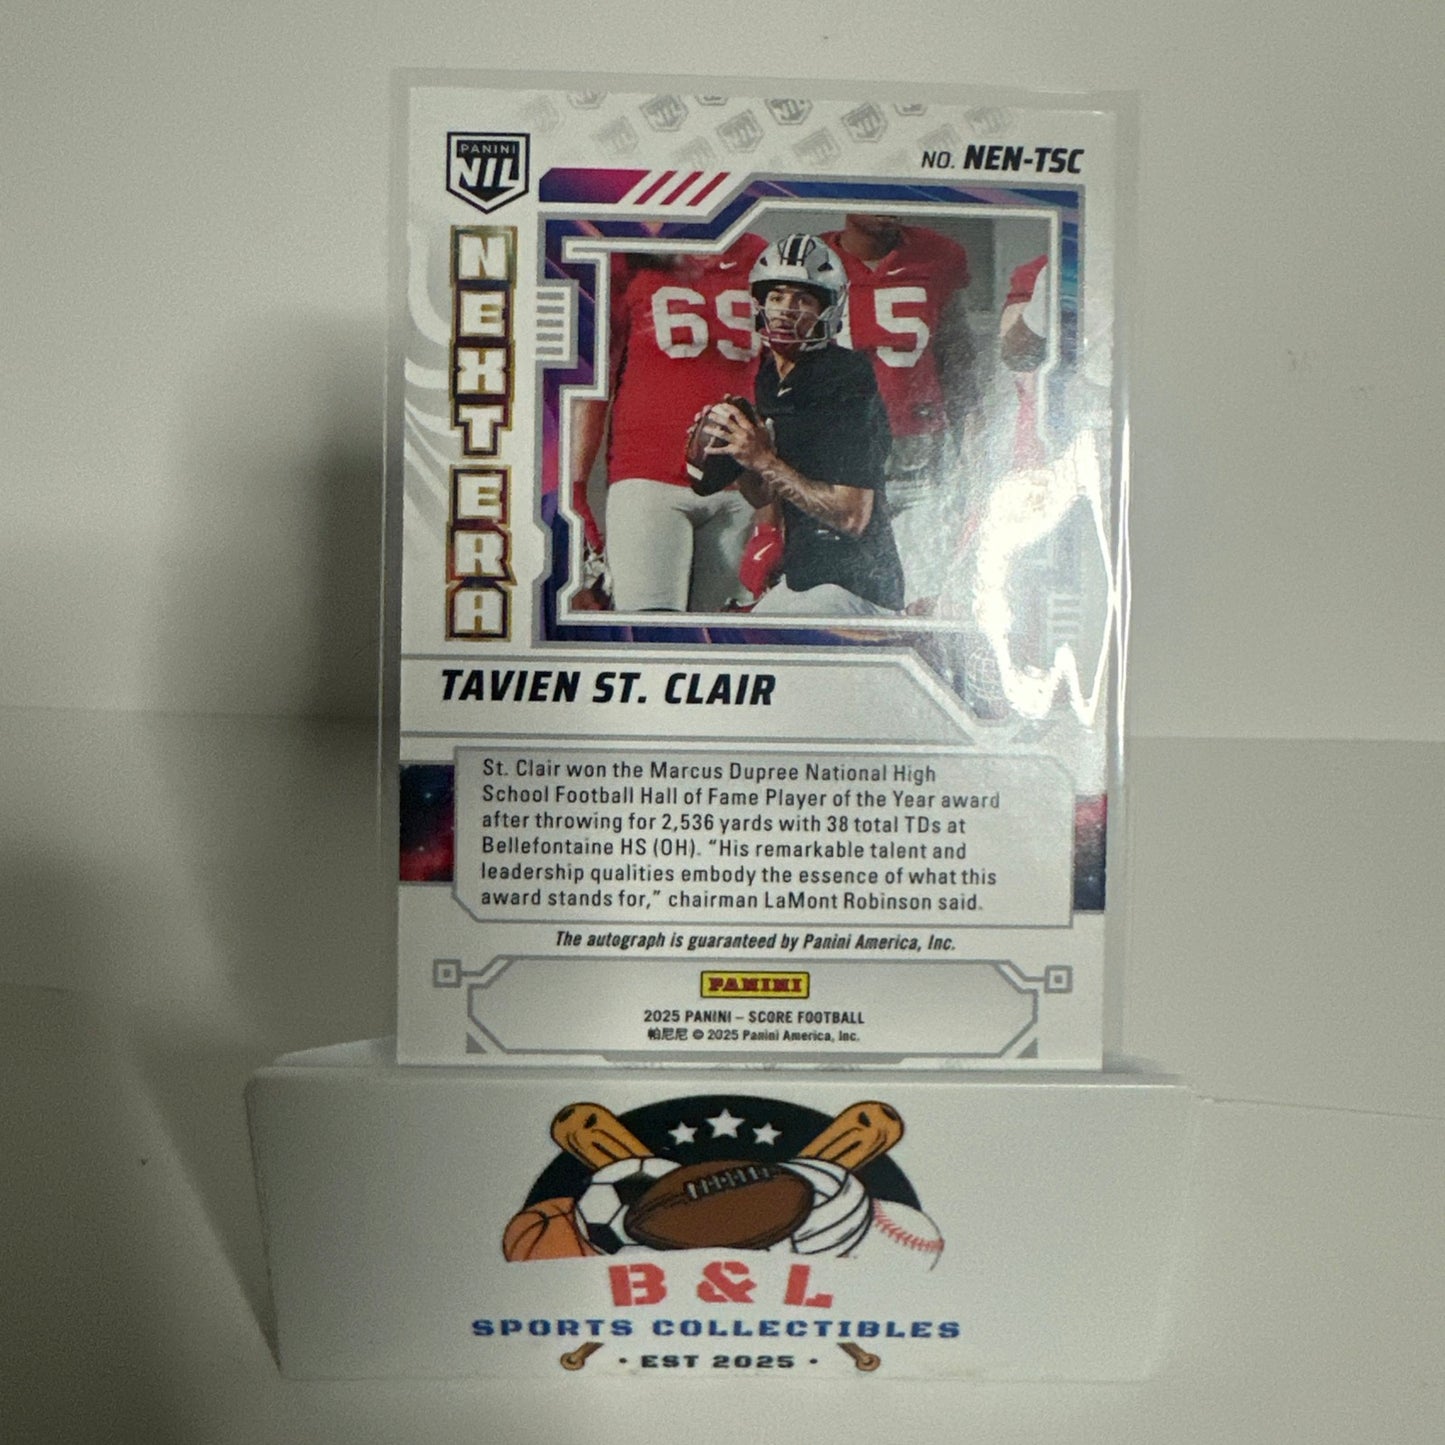 PANINI
NIL
NO. NEN-TSC
NEXT ERA
69
15
TAVIEN ST. CLAIR
St. Clair won the Marcus Dupree National High
School Football Hall of Fame Player of the Year award
after throwing for 2,536 yards with 38 total TDs at
Bellefontaine HS (OH). “His remarkable talent and
leadership qualities embody the essence of what this
award stands for,” chairman LaMont Robinson said.
The autograph is guaranteed by Panini America, Inc.
PANINI
2025 PANINI – SCORE FOOTBALL
帕尼尼 © 2025 Panini America, Inc.
B & L
SPORTS COLLECTIBLES
• EST 2025 •